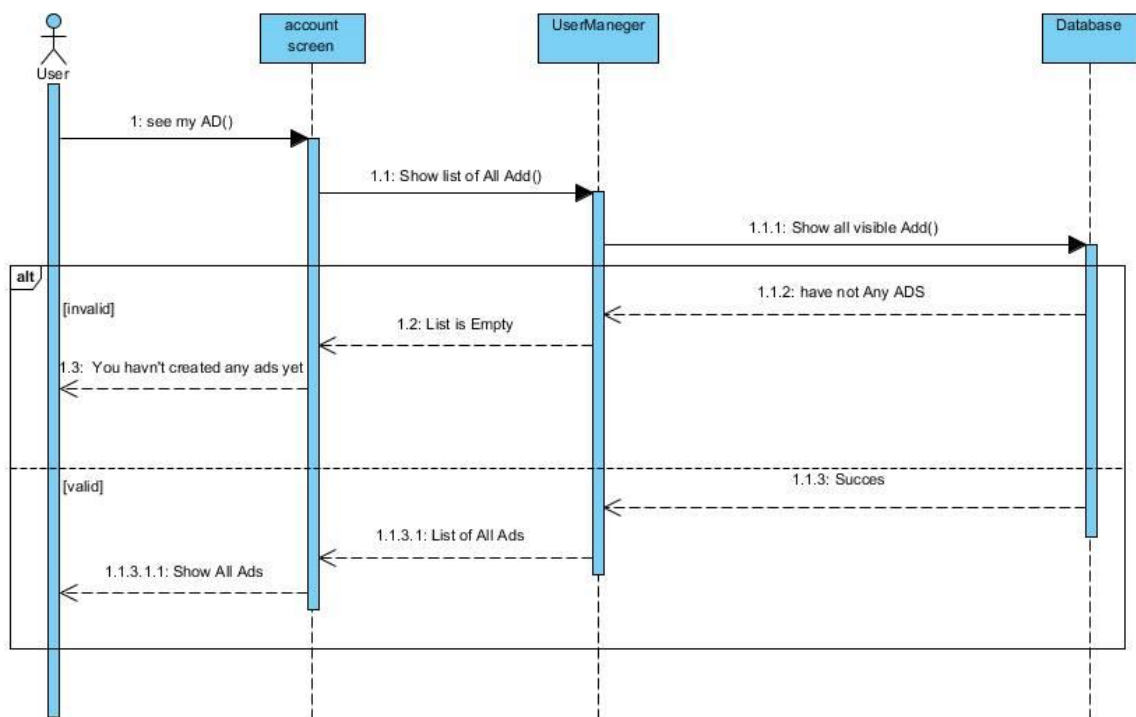 account
screen
UserManeger
Database
User
1: see my AD()
1.1: Show list of All Add()
1.1.1: Show all visible Add()
alt
[invalid]
1.1.2: have not Any ADS
1.2: List is Empty
1.3:  You havn't created any ads yet
[valid]
1.1.3: Succes
1.1.3.1: List of All Ads
1.1.3.1.1: Show All Ads